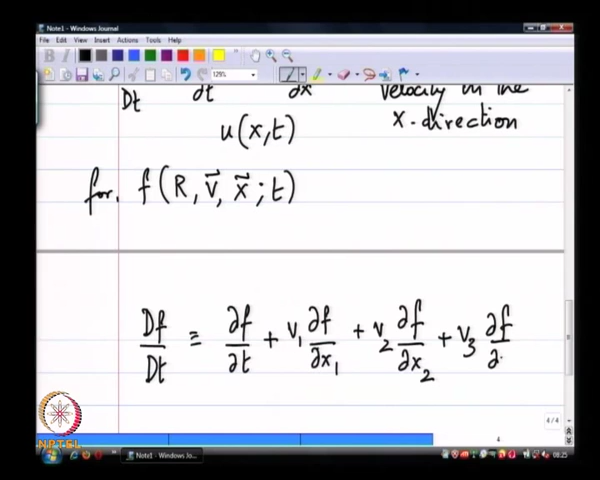 Note1 - Windows Journal
File Edit View Insert Actions Tools Help
129%
Dt ∂t ∂x velocity in the
u(x,t) x-direction
for. f(R, V⃗, X⃗; t)
Df/Dt ≡ ∂f/∂t + V₁ ∂f/∂x₁ + V₂ ∂f/∂x₂ + V₃ ∂f/∂
4/4
4
NPTEL
Note1 - Windows Jo...
08:25